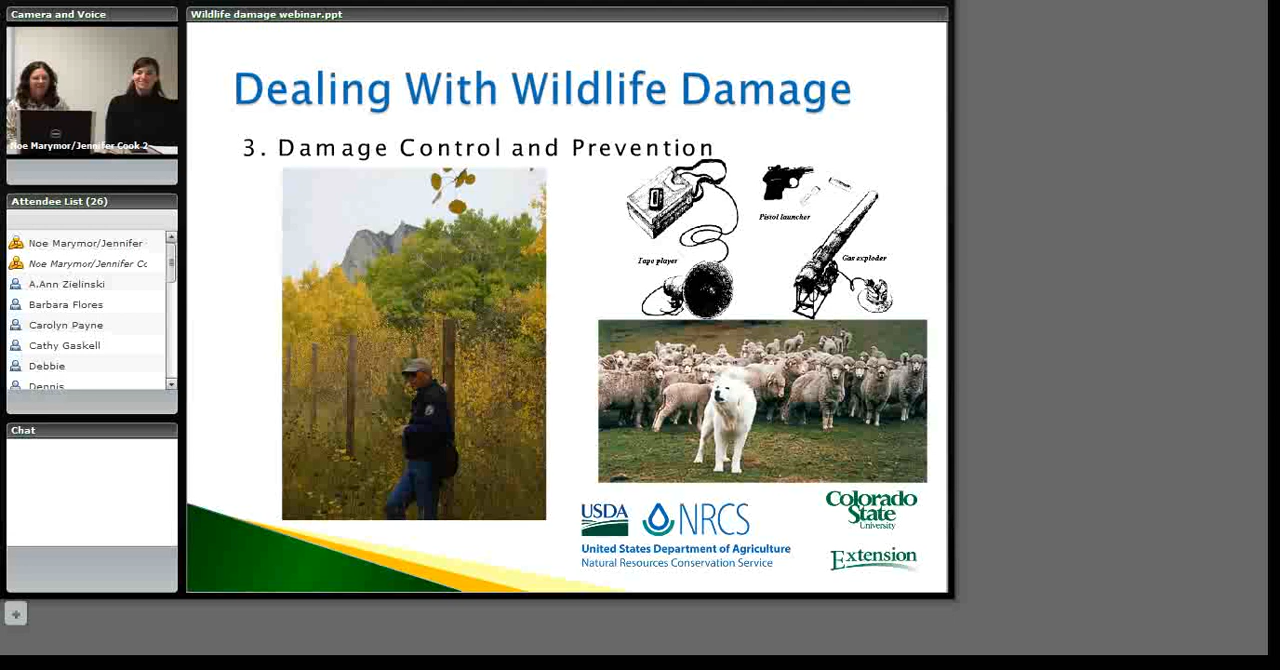 Camera and Voice
Noe Marymor/Jennifer Cook 2
Attendee List (26)
Noe Marymor/Jennifer
Noe Marymor/Jennifer Cc
A.Ann Zielinski
Barbara Flores
Carolyn Payne
Cathy Gaskell
Debbie
Dennis
Chat
Wildlife damage webinar.ppt
Dealing With Wildlife Damage
3. Damage Control and Prevention
Pistol launcher
Tape player
Gas exploder
USDA NRCS
United States Department of Agriculture
Natural Resources Conservation Service
Colorado
State
University
Extension